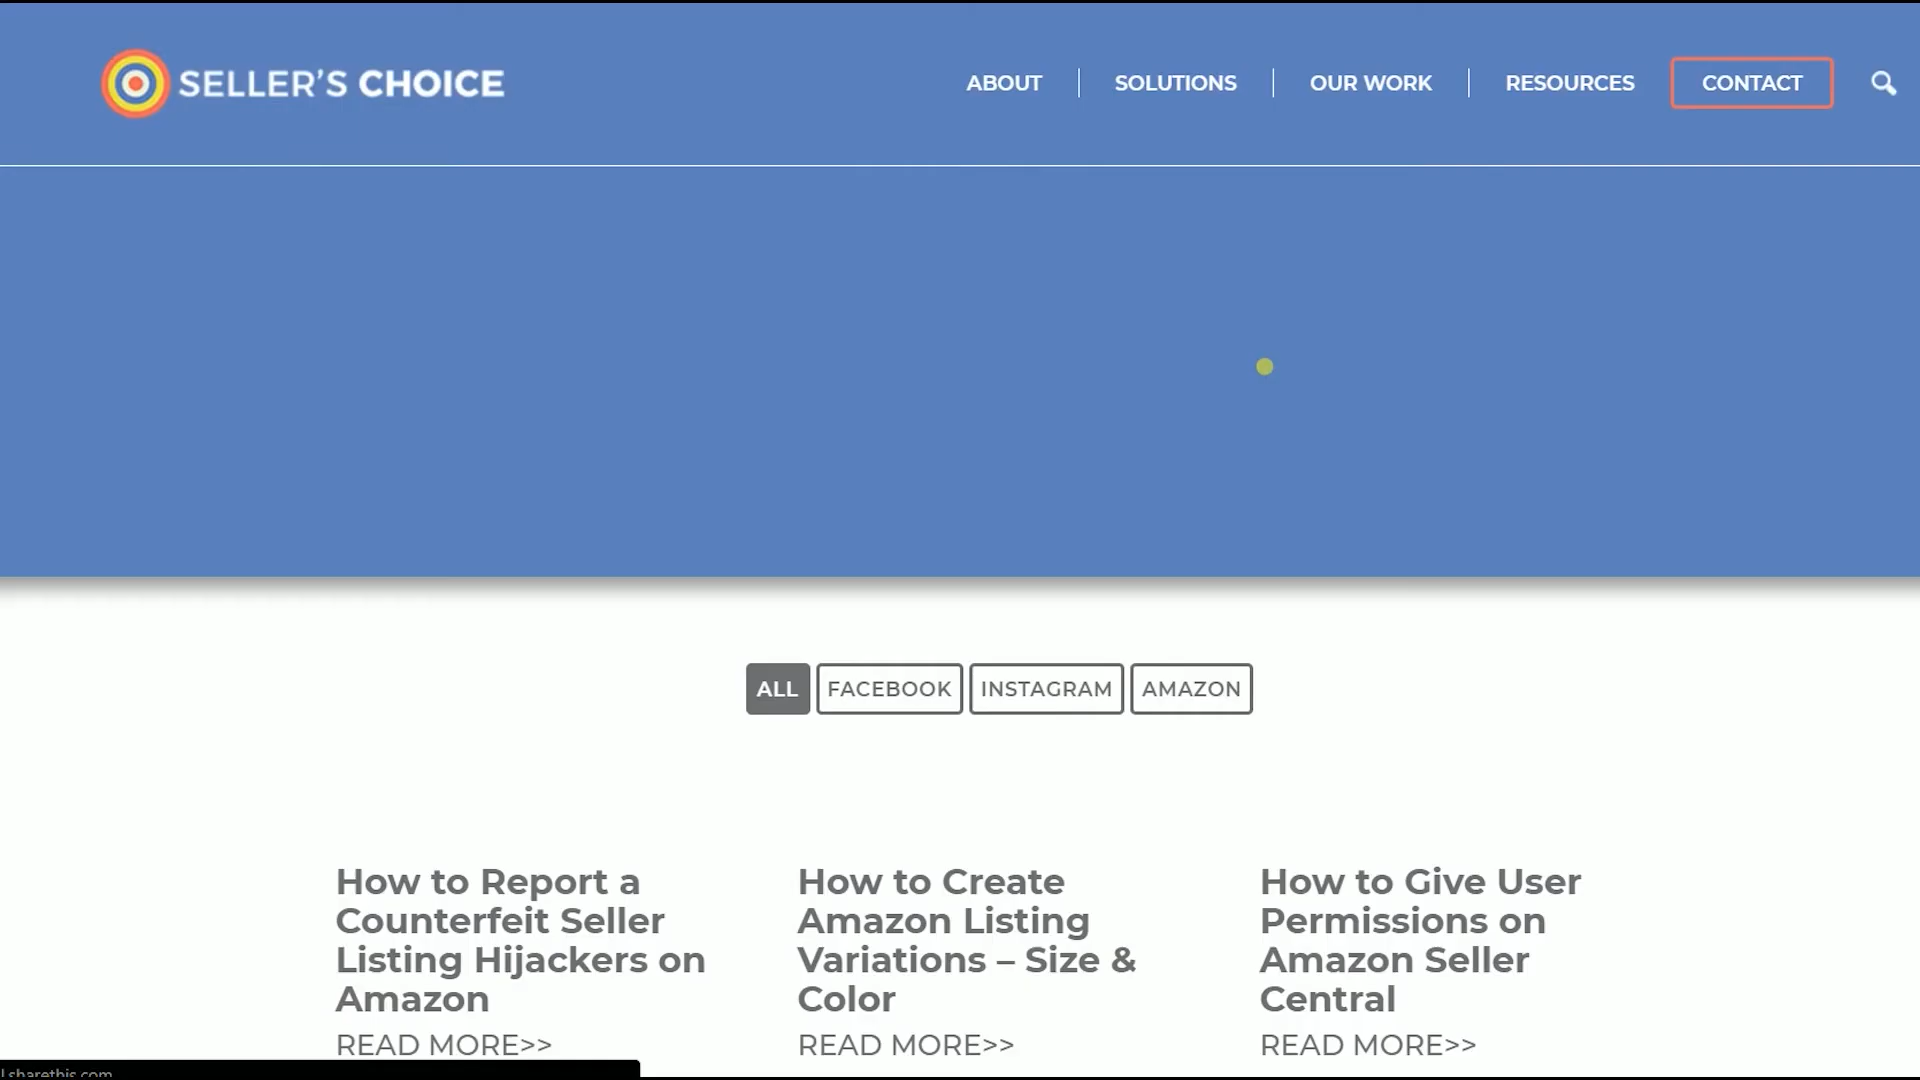 SELLER'S CHOICE
ABOUT
SOLUTIONS
OUR WORK
RESOURCES
CONTACT
ALL
FACEBOOK
INSTAGRAM
AMAZON
How to Report a
Counterfeit Seller
Listing Hijackers on
Amazon
READ MORE>>
How to Create
Amazon Listing
Variations – Size &
Color
READ MORE>>
How to Give User
Permissions on
Amazon Seller
Central
READ MORE>>
l.sharethis.com